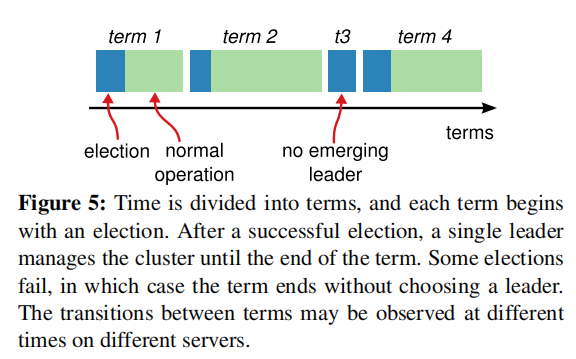 term 1 term 2 t3 term 4
terms
election normal operation no emerging leader
Figure 5: Time is divided into terms, and each term begins
with an election. After a successful election, a single leader
manages the cluster until the end of the term. Some elections
fail, in which case the term ends without choosing a leader.
The transitions between terms may be observed at different
times on different servers.